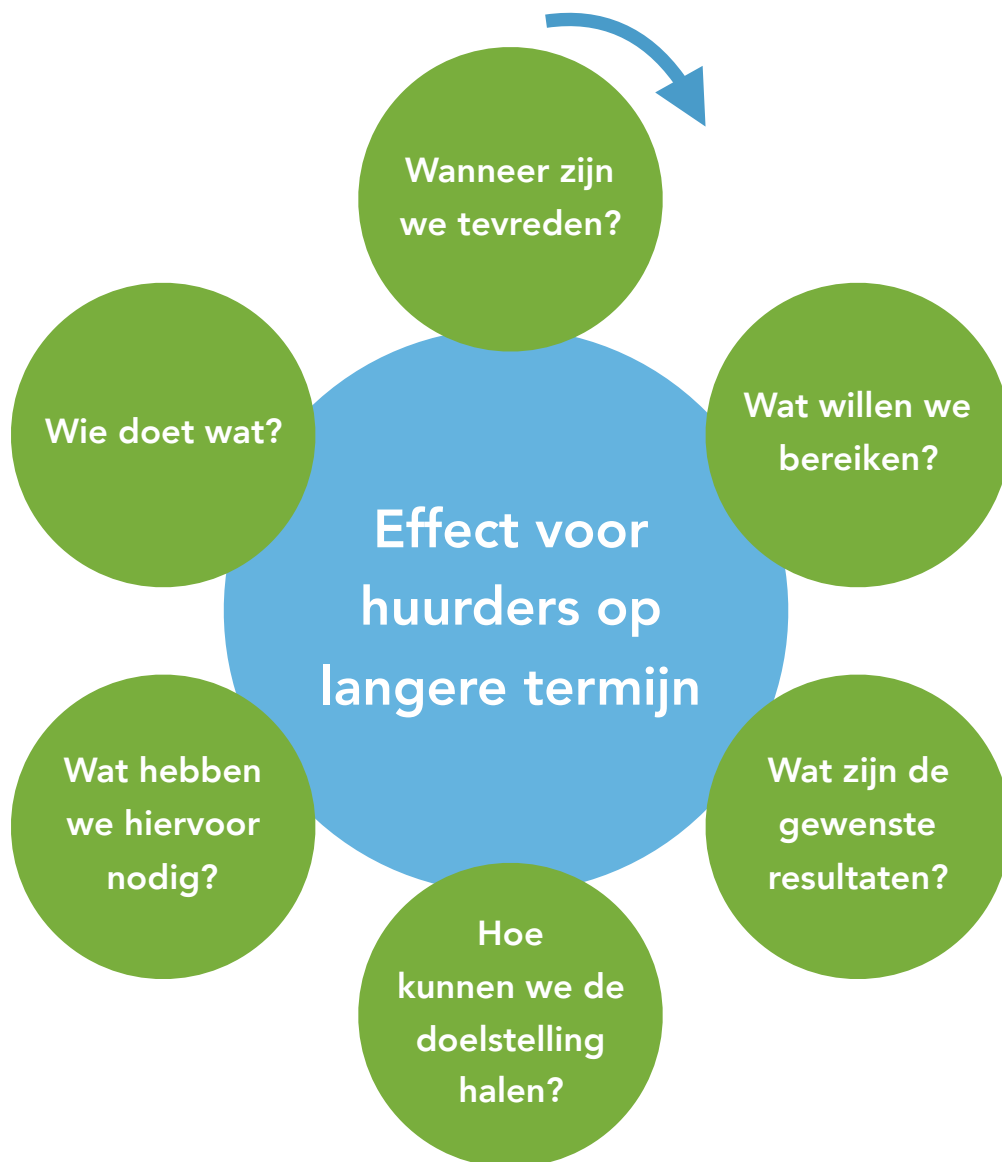 Wanneer zijn
we tevreden?
Wat willen we
bereiken?
Wat zijn de
gewenste
resultaten?
Hoe
kunnen we de
doelstelling
halen?
Wat hebben
we hiervoor
nodig?
Wie doet wat?
Effect voor
huurders op
langere termijn